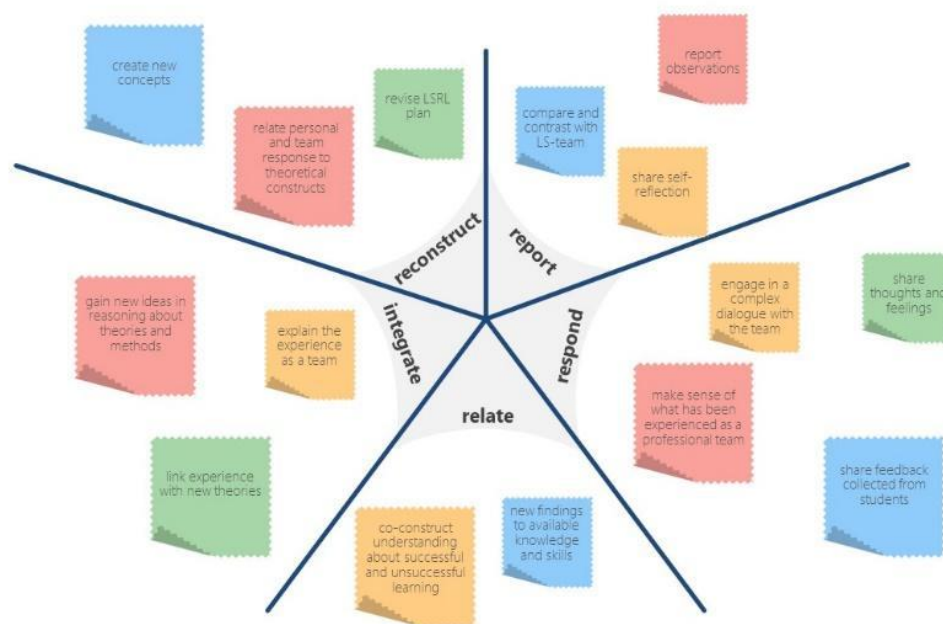 create new
concepts
relate personal
and team
response to
theoretical
constructs
revise LSRL
plan
compare and
contrast with
LS-team
report
observations
share self-
reflection
reconstruct
report
respond
relate
integrate
engage in a
complex
dialogue with
the team
share
thoughts and
feelings
make sense of
what has been
experienced as a
professional team
share feedback
collected from
students
new findings
to available
knowledge
and skills
co-construct
understanding
about successful
and unsuccessful
learning
link experience
with new theories
explain the
experience
as a team
gain new ideas in
reasoning about
theories and
methods